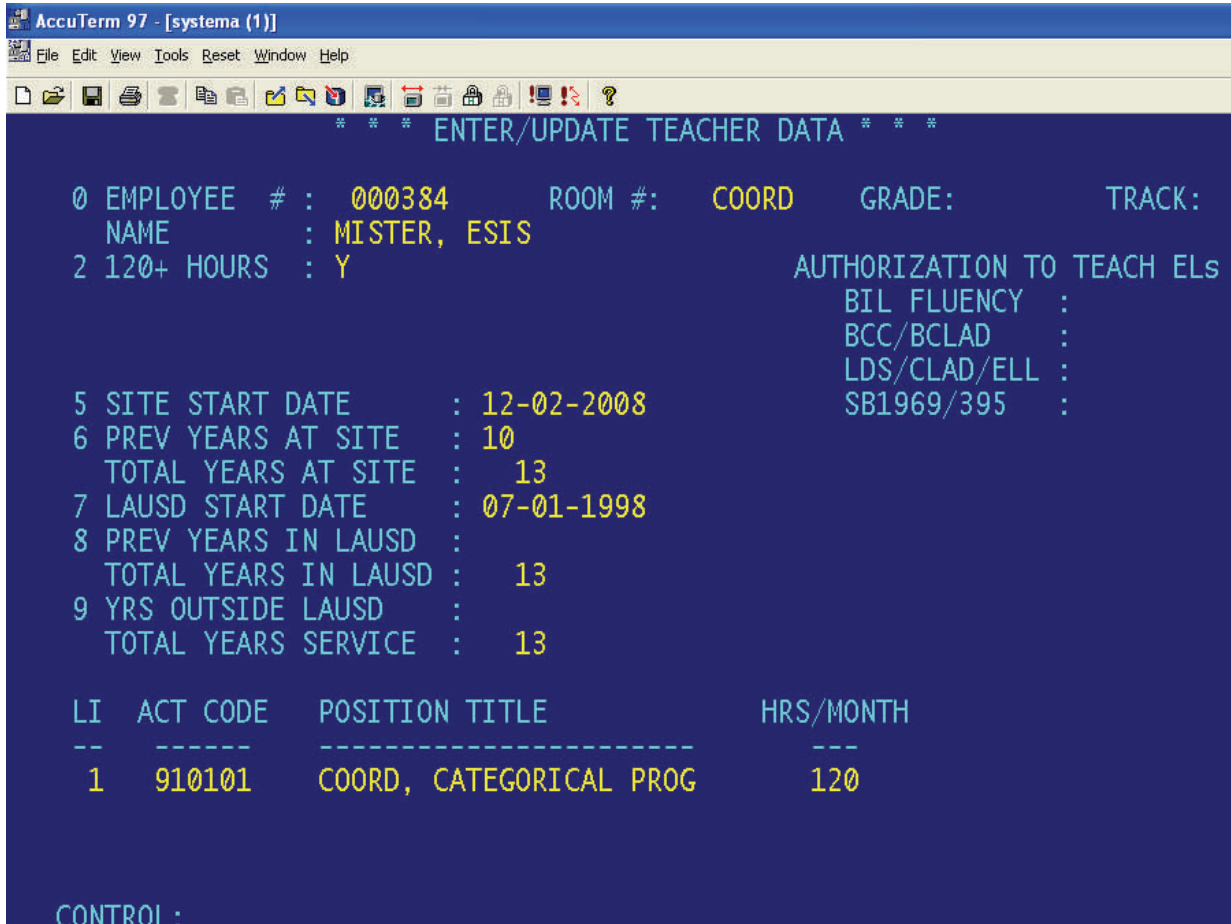 AccuTerm 97 - [systema (1)]
File Edit View Tools Reset Window Help
* * * ENTER/UPDATE TEACHER DATA * * *
0 EMPLOYEE # : 000384 ROOM #: COORD GRADE: TRACK:
NAME : MISTER, ESIS
2 120+ HOURS : Y AUTHORIZATION TO TEACH ELs
BIL FLUENCY :
BCC/BCLAD :
LDS/CLAD/ELL :
5 SITE START DATE : 12-02-2008 SB1969/395 :
6 PREV YEARS AT SITE : 10
TOTAL YEARS AT SITE : 13
7 LAUSD START DATE : 07-01-1998
8 PREV YEARS IN LAUSD :
TOTAL YEARS IN LAUSD : 13
9 YRS OUTSIDE LAUSD :
TOTAL YEARS SERVICE : 13
LI ACT CODE POSITION TITLE HRS/MONTH
-- ------ ----------------------- ---
1 910101 COORD, CATEGORICAL PROG 120
CONTROL: